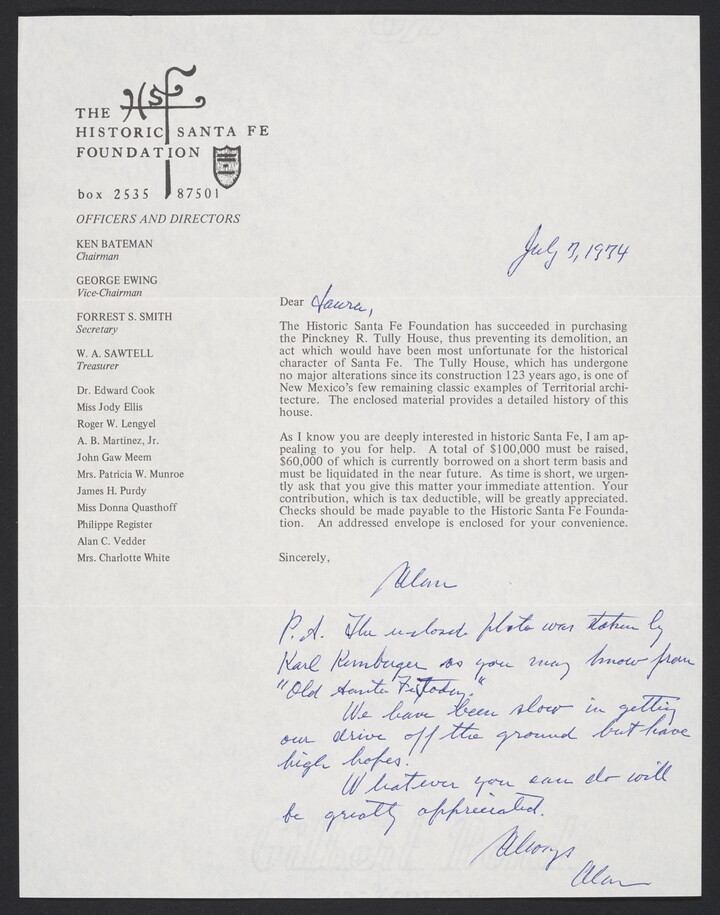 HSF
THE
HISTORIC SANTA FE
FOUNDATION
box 2535 87501
OFFICERS AND DIRECTORS
KEN BATEMAN
Chairman
GEORGE EWING
Vice-Chairman
FORREST S. SMITH
Secretary
W. A. SAWTELL
Treasurer
Dr. Edward Cook
Miss Jody Ellis
Roger W. Lengyel
A. B. Martinez, Jr.
John Gaw Meem
Mrs. Patricia W. Munroe
James H. Purdy
Miss Donna Quasthoff
Philippe Register
Alan C. Vedder
Mrs. Charlotte White
July 7, 1974
Dear Laura,
The Historic Santa Fe Foundation has succeeded in purchasing
the Pinckney R. Tully House, thus preventing its demolition, an
act which would have been most unfortunate for the historical
character of Santa Fe. The Tully House, which has undergone
no major alterations since its construction 123 years ago, is one of
New Mexico's few remaining classic examples of Territorial archi-
tecture. The enclosed material provides a detailed history of this
house.
As I know you are deeply interested in historic Santa Fe, I am ap-
pealing to you for help. A total of $100,000 must be raised,
$60,000 of which is currently borrowed on a short term basis and
must be liquidated in the near future. As time is short, we urgen-
ly ask that you give this matter your immediate attention. Your
contribution, which is tax deductible, will be greatly appreciated.
Checks should be made payable to the Historic Santa Fe Founda-
tion. An addressed envelope is enclosed for your convenience.
Sincerely,
Alan
P.S. The enclosed photo was taken by
Karl Kernberger as you may know from
"Old Santa Fe Today."
We have been slow in getting
our drive off the ground but have
high hopes.
Whatever you can do will
be greatly appreciated.
Always
Alan